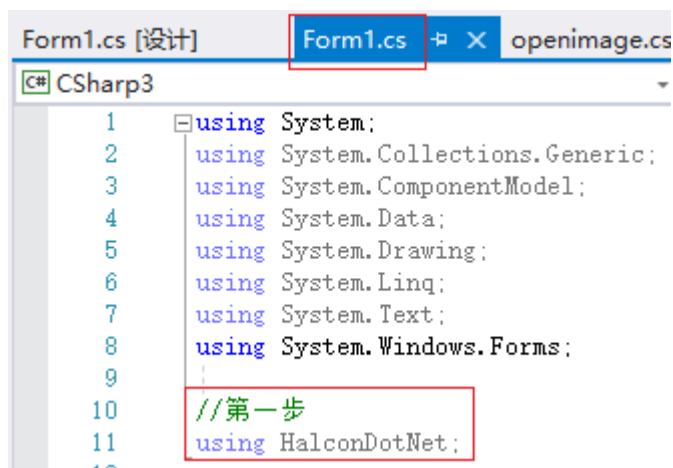 Form1.cs [设计] Form1.cs openimage.cs
C# CSharp3
1 using System;
2 using System.Collections.Generic;
3 using System.ComponentModel;
4 using System.Data;
5 using System.Drawing;
6 using System.Linq;
7 using System.Text;
8 using System.Windows.Forms;
9
10 //第一步
11 using HalconDotNet;